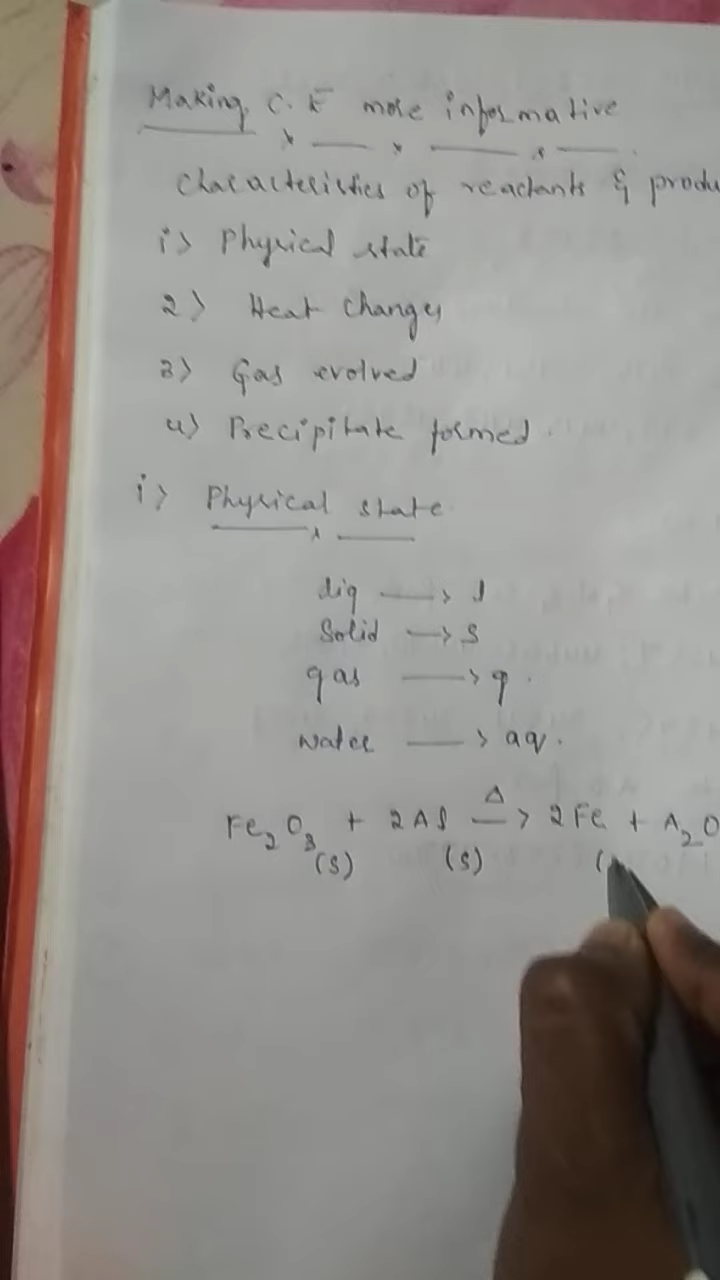 Making C.E more informative
Characteristics of reactants & produ
i> Physical state
2> Heat changes
3> Gas evolved
4> Precipitate formed.
i> Physical state
liq → l
Solid → s
gas → g.
water → aq.
Fe₂O₃ + 2Al →Δ 2Fe + A₂O
(s) (s) (